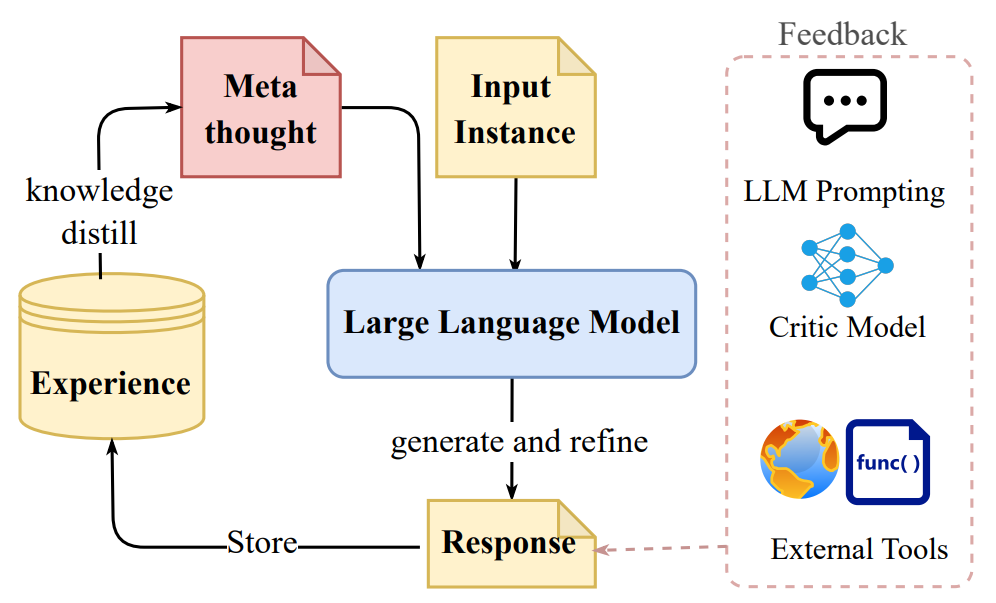 Feedback
Meta
thought
Input
Instance
knowledge
distill
LLM Prompting
Large Language Model
Critic Model
Experience
generate and refine
func( )
Response
Store
External Tools